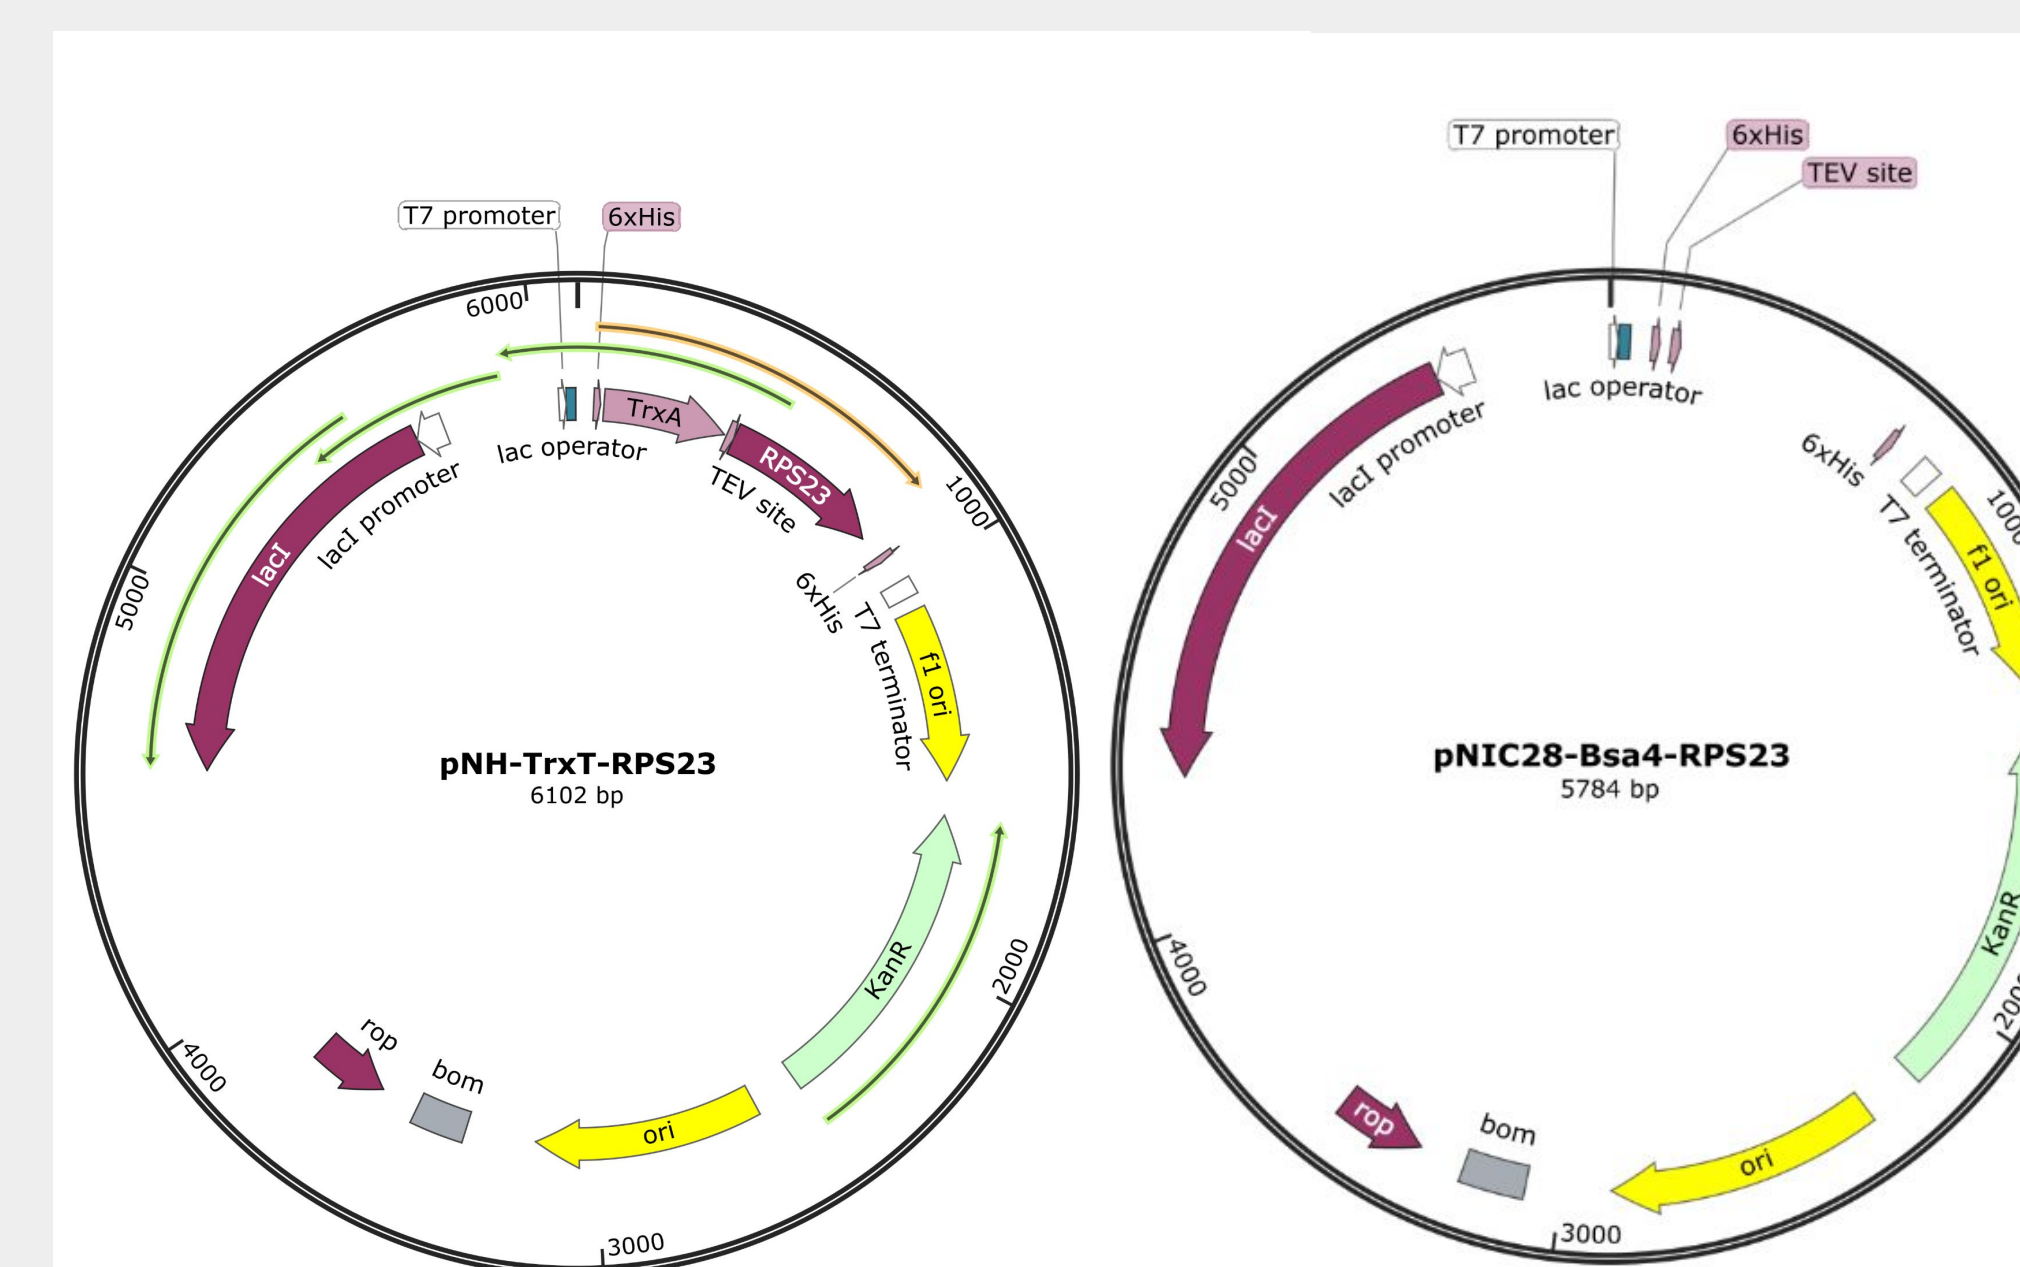 T7 promoter
6xHis
6000
TrxA
lac operator
RPS23
TEV site
1000
lacI promoter
lacI
5000
6xHis
T7 terminator
f1 ori
pNH-TrxT-RPS23
6102 bp
KanR
2000
rop
bom
4000
ori
3000
T7 promoter
6xHis
TEV site
lac operator
lacI promoter
6xHis
5000
lacI
T7 terminator
f1 ori
pNIC28-Bsa4-RPS23
5784 bp
KanR
4000
rop
bom
ori
3000